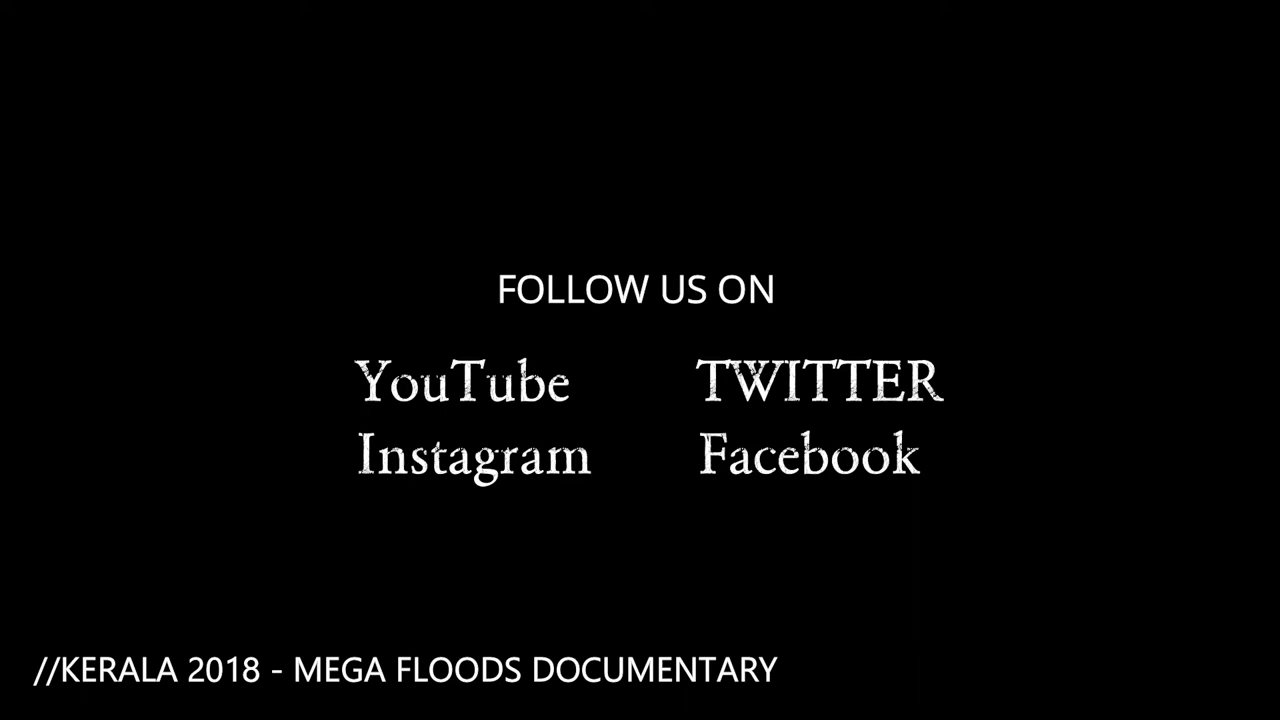 FOLLOW US ON
YouTube TWITTER
Instagram Facebook
//KERALA 2018 - MEGA FLOODS DOCUMENTARY